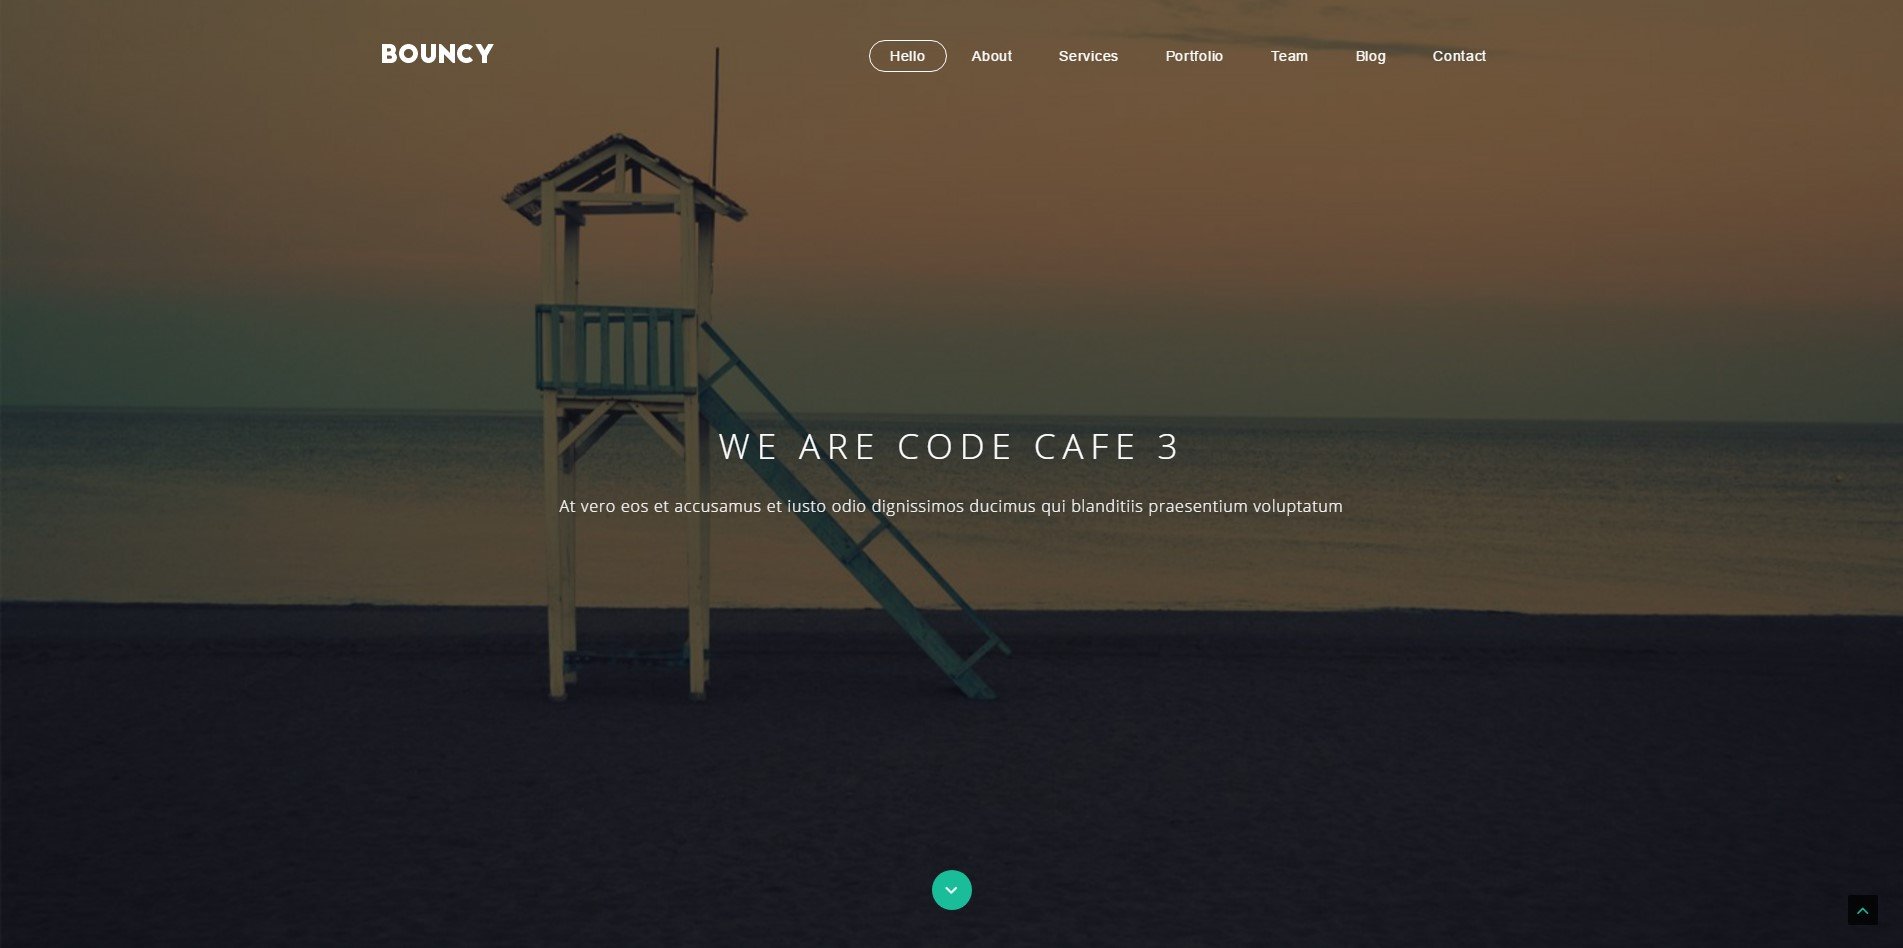 BOUNCY
Hello About Services Portfolio Team Blog Contact
WE ARE CODE CAFE 3
At vero eos et accusamus et iusto odio dignissimos ducimus qui blanditiis praesentium voluptatum